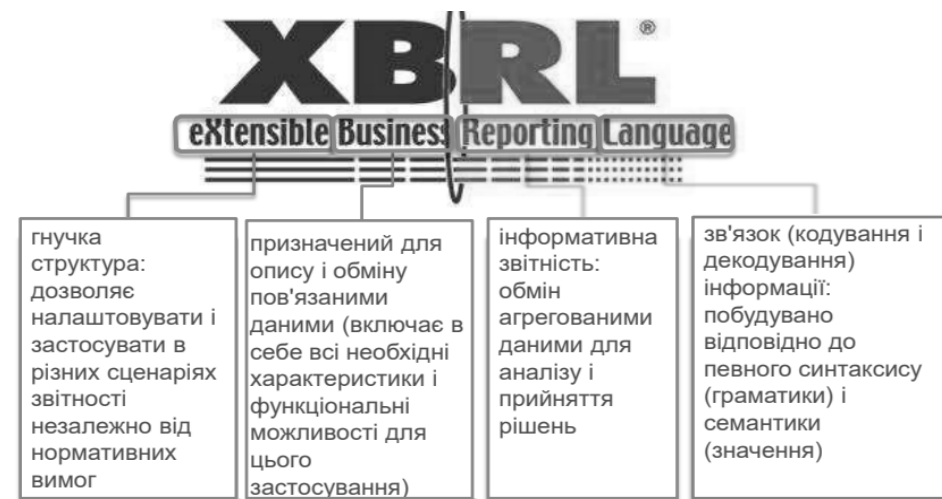 XBRL®
eXtensible Business Reporting Language
гнучка
структура:
дозволяє
налаштовувати і
застосувати в
різних сценаріях
звітності
незалежно від
нормативних
вимог
призначений для
опису і обміну
пов'язаними
даними (включає в
себе всі необхідні
характеристики і
функціональні
можливості для
цього
застосування)
інформативна
звітність:
обмін
агрегованими
даними для
аналізу і
прийняття
рішень
зв'язок (кодування і
декодування)
інформації:
побудувано
відповідно до
певного синтаксису
(граматики) і
семантики
(значення)